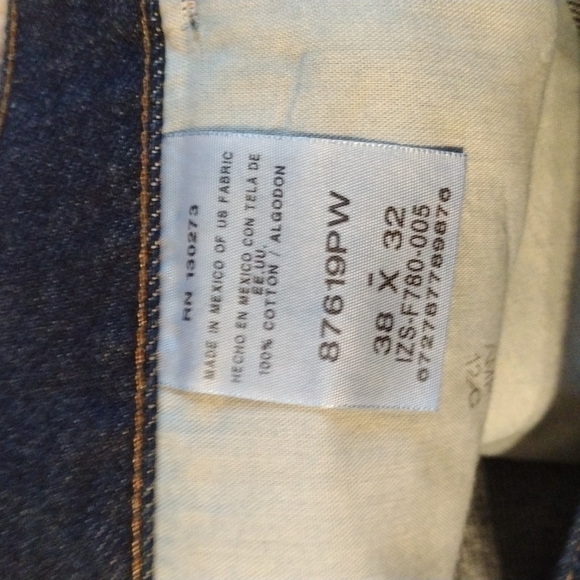 RN 130273
MADE IN MEXICO OF US FABRIC
HECHO EN MEXICO CON TELA DE
EE.UU.
100% COTTON / ALGODON
87619PW
38 X 32
IZS-F780-005
672787789876